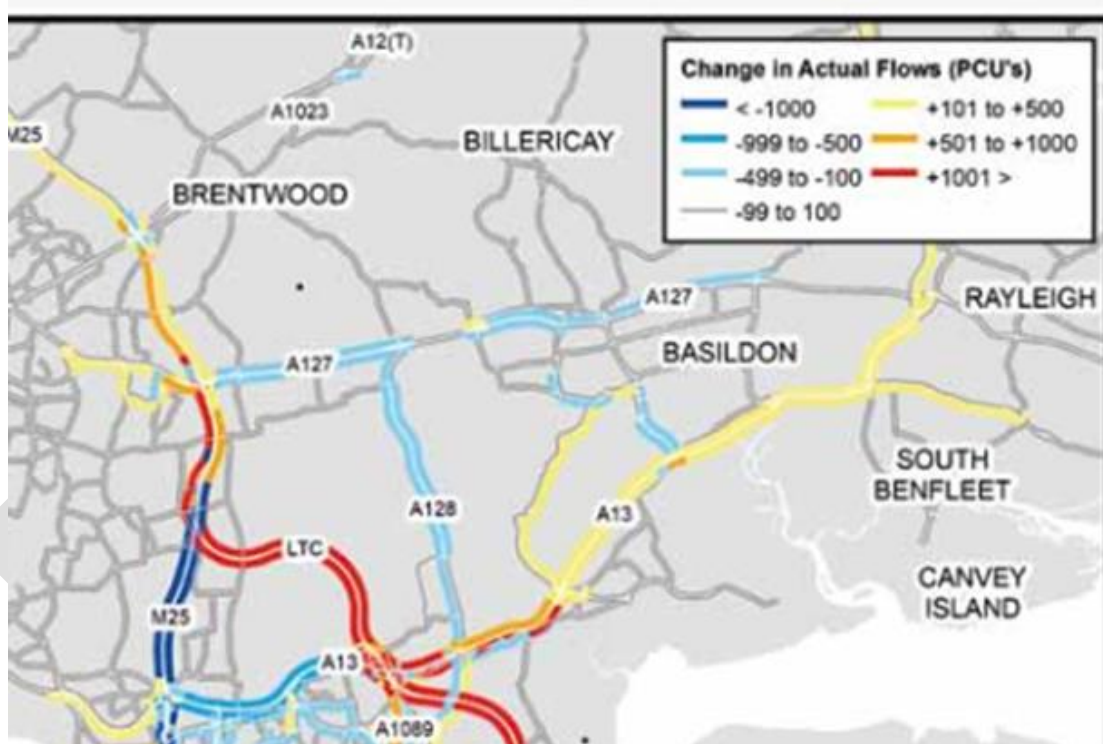 A12(T)
A1023
M25
BILLERICAY
BRENTWOOD
Change in Actual Flows (PCU's)
< -1000
+101 to +500
-999 to -500
+501 to +1000
-499 to -100
+1001 >
-99 to 100
A127
RAYLEIGH
BASILDON
A127
SOUTH
BENFLEET
A128
A13
LTC
CANVEY
ISLAND
M25
A13
A1089